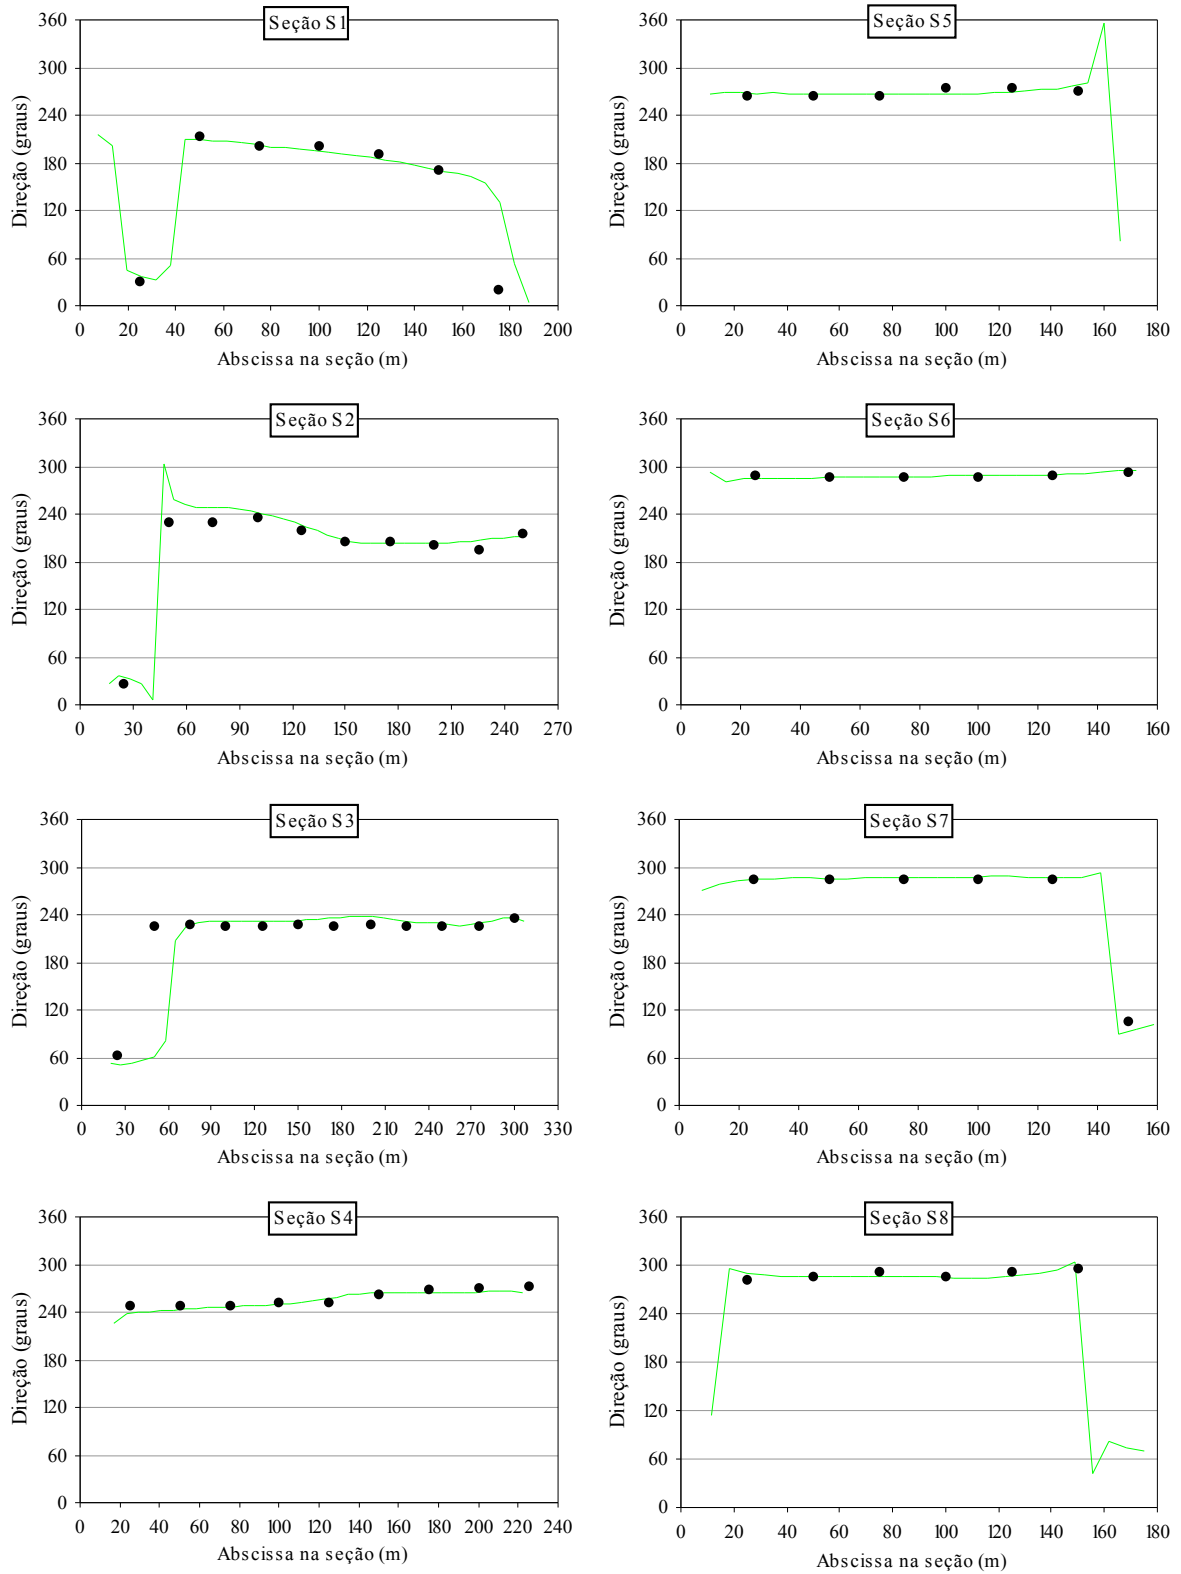 Seção S1
360
300
240
180
120
60
0
Direção (graus)
0 20 40 60 80 100 120 140 160 180 200
Abscissa na seção (m)
Seção S5
360
300
240
180
120
60
0
Direção (graus)
0 20 40 60 80 100 120 140 160 180
Abscissa na seção (m)
Seção S2
360
300
240
180
120
60
0
Direção (graus)
0 30 60 90 120 150 180 210 240 270
Abscissa na seção (m)
Seção S6
360
300
240
180
120
60
0
Direção (graus)
0 20 40 60 80 100 120 140 160
Abscissa na seção (m)
Seção S3
360
300
240
180
120
60
0
Direção (graus)
0 30 60 90 120 150 180 210 240 270 300 330
Abscissa na seção (m)
Seção S7
360
300
240
180
120
60
0
Direção (graus)
0 20 40 60 80 100 120 140 160
Abscissa na seção (m)
Seção S4
360
300
240
180
120
60
0
Direção (graus)
0 20 40 60 80 100 120 140 160 180 200 220 240
Abscissa na seção (m)
Seção S8
360
300
240
180
120
60
0
Direção (graus)
0 20 40 60 80 100 120 140 160 180
Abscissa na seção (m)